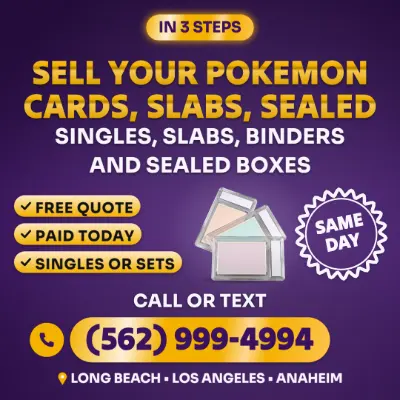 IN 3 STEPS
SELL YOUR POKEMON
CARDS, SLABS, SEALED
SINGLES, SLABS, BINDERS
AND SEALED BOXES
FREE QUOTE
PAID TODAY
SINGLES OR SETS
SAME
DAY
CALL OR TEXT
(562) 999-4994
LONG BEACH • LOS ANGELES • ANAHEIM